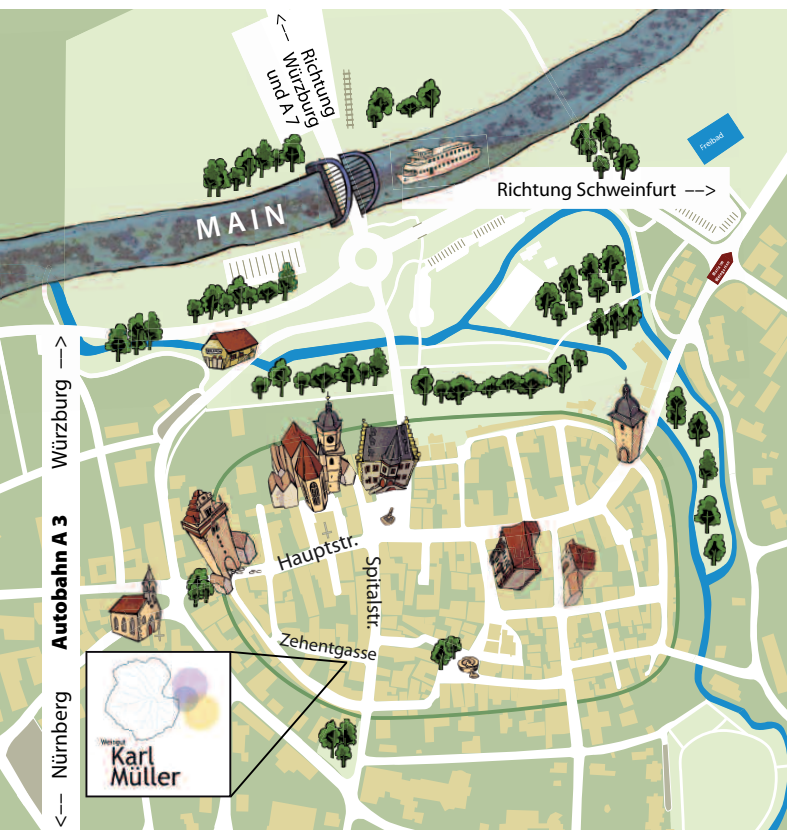 <-- Richtung
Würzburg
und A 7
Freibad
Richtung Schweinfurt -->
MAIN
<-- Nürnberg Autobahn A 3 Würzburg -->
Hauptstr.
Spitalstr.
Zehentgasse
Weingut
Karl
Müller